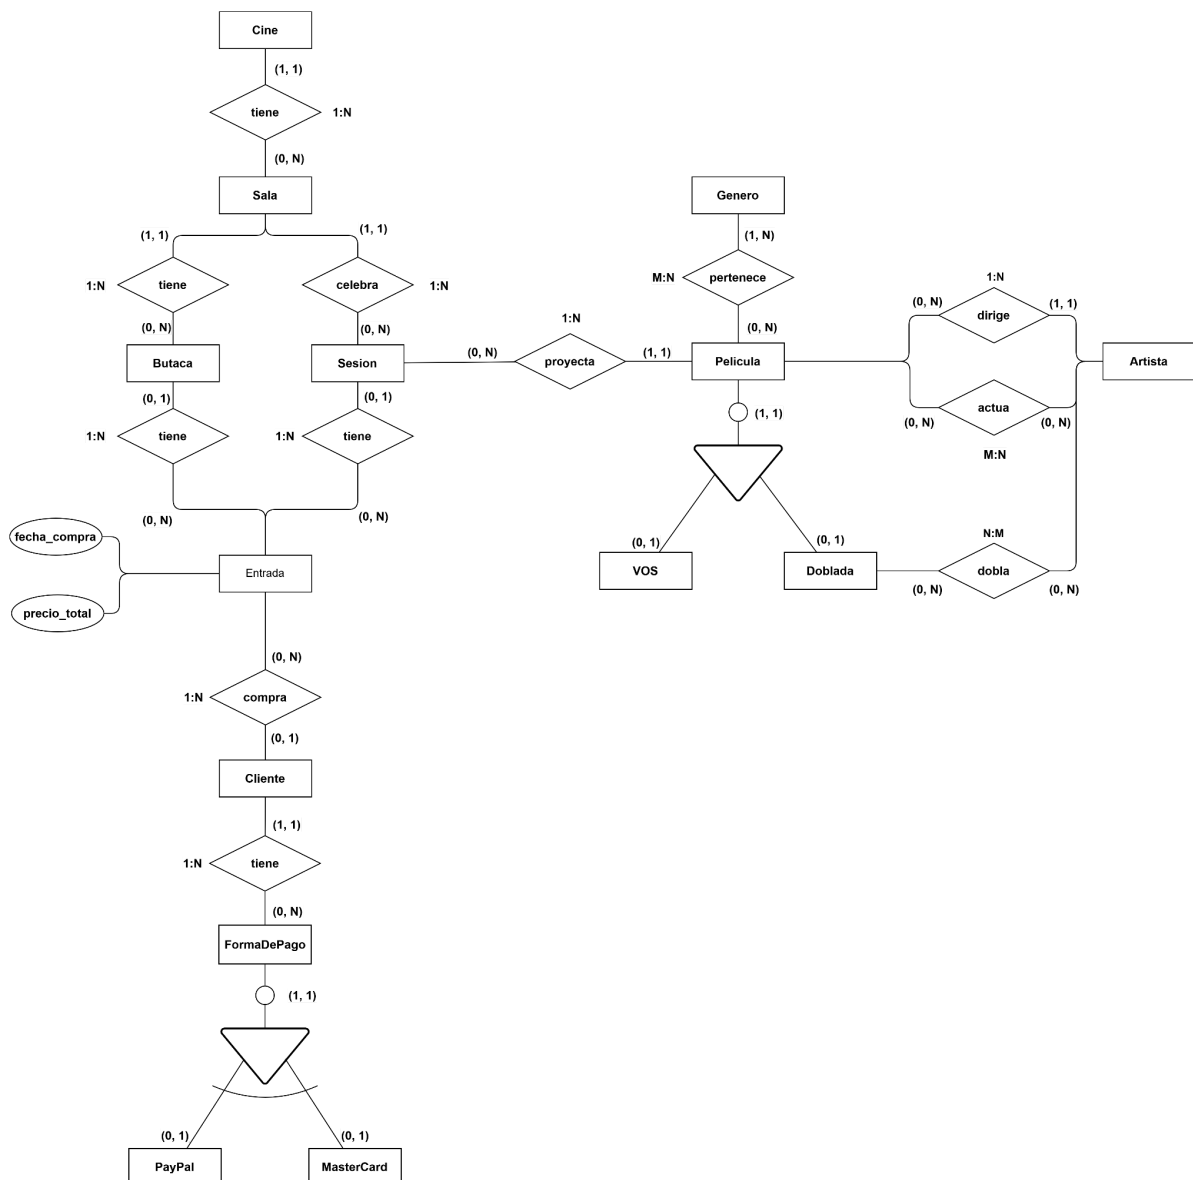 Cine
(1, 1)
tiene
1:N
(0, N)
Sala
(1, 1)
(1, 1)
1:N
tiene
celebra
1:N
(0, N)
(0, N)
Butaca
Sesion
(0, 1)
(0, 1)
1:N
tiene
1:N
tiene
(0, N)
(0, N)
fecha_compra
precio_total
Entrada
(0, N)
1:N
compra
(0, 1)
Cliente
(1, 1)
1:N
tiene
(0, N)
FormaDePago
(1, 1)
(0, 1)
(0, 1)
PayPal
MasterCard
(0, N)
1:N
proyecta
(1, 1)
Genero
(1, N)
M:N
pertenece
(0, N)
Pelicula
(1, 1)
(0, 1)
(0, 1)
VOS
Doblada
1:N
(0, N)
dirige
(1, 1)
Artista
(0, N)
actua
(0, N)
M:N
N:M
(0, N)
dobla
(0, N)